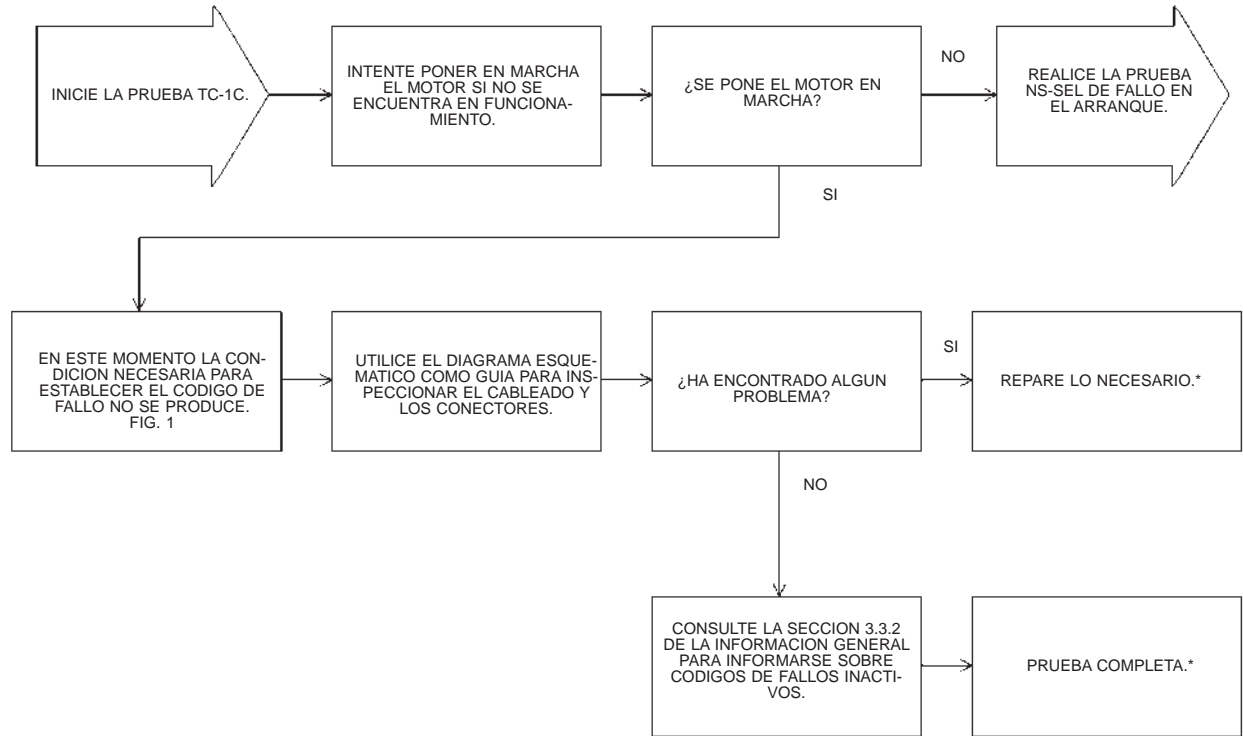 INICIE LA PRUEBA TC-1C.
INTENTE PONER EN MARCHA
EL MOTOR SI NO SE
ENCUENTRA EN FUNCIONA-
MIENTO.
¿SE PONE EL MOTOR EN
MARCHA?
NO
REALICE LA PRUEBA
NS-SEL DE FALLO EN
EL ARRANQUE.
SI
EN ESTE MOMENTO LA CON-
DICION NECESARIA PARA
ESTABLECER EL CODIGO DE
FALLO NO SE PRODUCE.
FIG. 1
UTILICE EL DIAGRAMA ESQUE-
MATICO COMO GUIA PARA INS-
PECCIONAR EL CABLEADO Y
LOS CONECTORES.
¿HA ENCONTRADO ALGUN
PROBLEMA?
SI
REPARE LO NECESARIO.*
NO
CONSULTE LA SECCION 3.3.2
DE LA INFORMACION GENERAL
PARA INFORMARSE SOBRE
CODIGOS DE FALLOS INACTI-
VOS.
PRUEBA COMPLETA.*